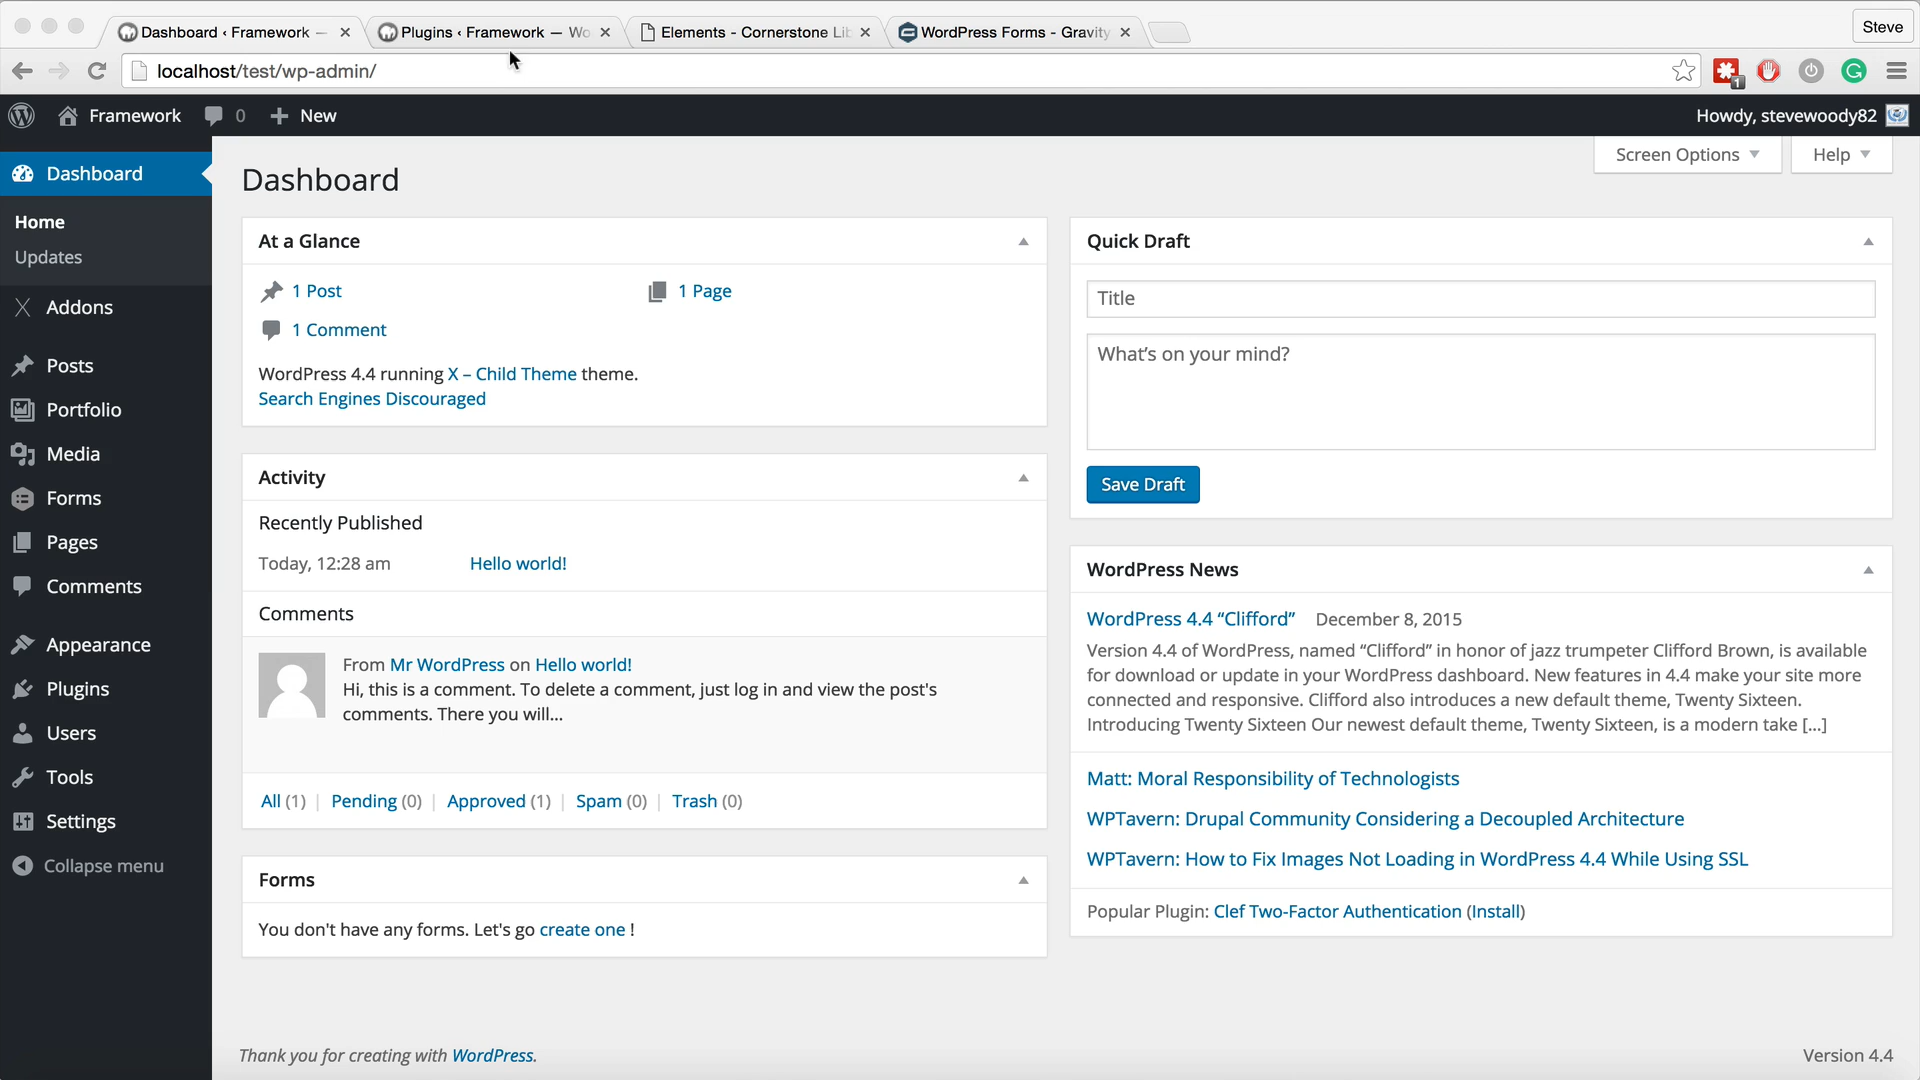 Dashboard ‹ Framework —
Plugins ‹ Framework — Wo
Elements - Cornerstone Lib
WordPress Forms - Gravity
Steve
localhost/test/wp-admin/
1
Framework
0
New
Howdy, stevewoody82
Dashboard
Home
Updates
Addons
Posts
Portfolio
Media
Forms
Pages
Comments
Appearance
Plugins
Users
Tools
Settings
Collapse menu
Screen Options
Help
Dashboard
At a Glance
1 Post
1 Page
1 Comment
WordPress 4.4 running X – Child Theme theme.
Search Engines Discouraged
Activity
Recently Published
Today, 12:28 am
Hello world!
Comments
From Mr WordPress on Hello world!
Hi, this is a comment. To delete a comment, just log in and view the post's
comments. There you will...
All (1) | Pending (0) | Approved (1) | Spam (0) | Trash (0)
Forms
You don't have any forms. Let's go create one !
Quick Draft
Title
What's on your mind?
Save Draft
WordPress News
WordPress 4.4 “Clifford” December 8, 2015
Version 4.4 of WordPress, named “Clifford” in honor of jazz trumpeter Clifford Brown, is available
for download or update in your WordPress dashboard. New features in 4.4 make your site more
connected and responsive. Clifford also introduces a new default theme, Twenty Sixteen.
Introducing Twenty Sixteen Our newest default theme, Twenty Sixteen, is a modern take [...]
Matt: Moral Responsibility of Technologists
WPTavern: Drupal Community Considering a Decoupled Architecture
WPTavern: How to Fix Images Not Loading in WordPress 4.4 While Using SSL
Popular Plugin: Clef Two-Factor Authentication (Install)
Thank you for creating with WordPress.
Version 4.4